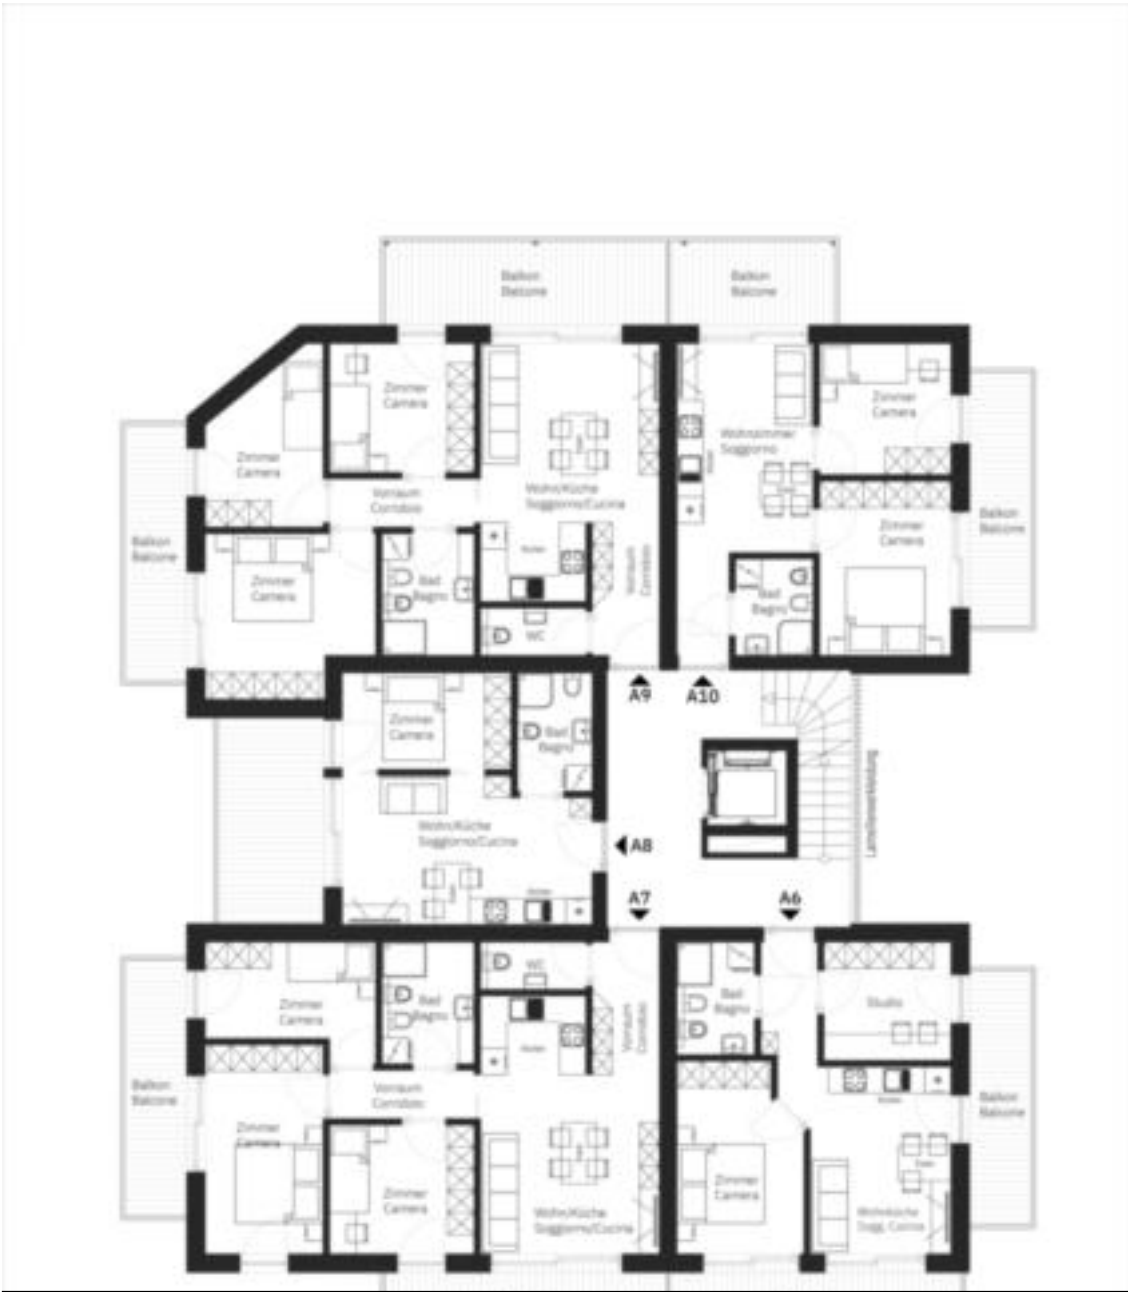 Balkon
Balcone
Balkon
Balcone
Zimmer
Camera
Zimmer
Camera
Zimmer
Camera
Wohnzimmer
Soggiorno
Wohn/Küche
Soggiorno/Cucina
Vorraum
Corridoio
Zimmer
Camera
Balkon
Balcone
Balkon
Balcone
Zimmer
Camera
Bad
Bagno
Vorraum
Corridoio
Bad
Bagno
WC
A9
A10
Zimmer
Camera
Bad
Bagno
Wohn/Küche
Soggiorno/Cucina
A8
A7
A6
WC
Zimmer
Camera
Bad
Bagno
Vorraum
Corridoio
Bad
Bagno
Studio
Balkon
Balcone
Vorraum
Corridoio
Balkon
Balcone
Zimmer
Camera
Zimmer
Camera
Zimmer
Camera
Wohn/Küche
Soggiorno/Cucina
Wohnküche
Sogg. Cucina